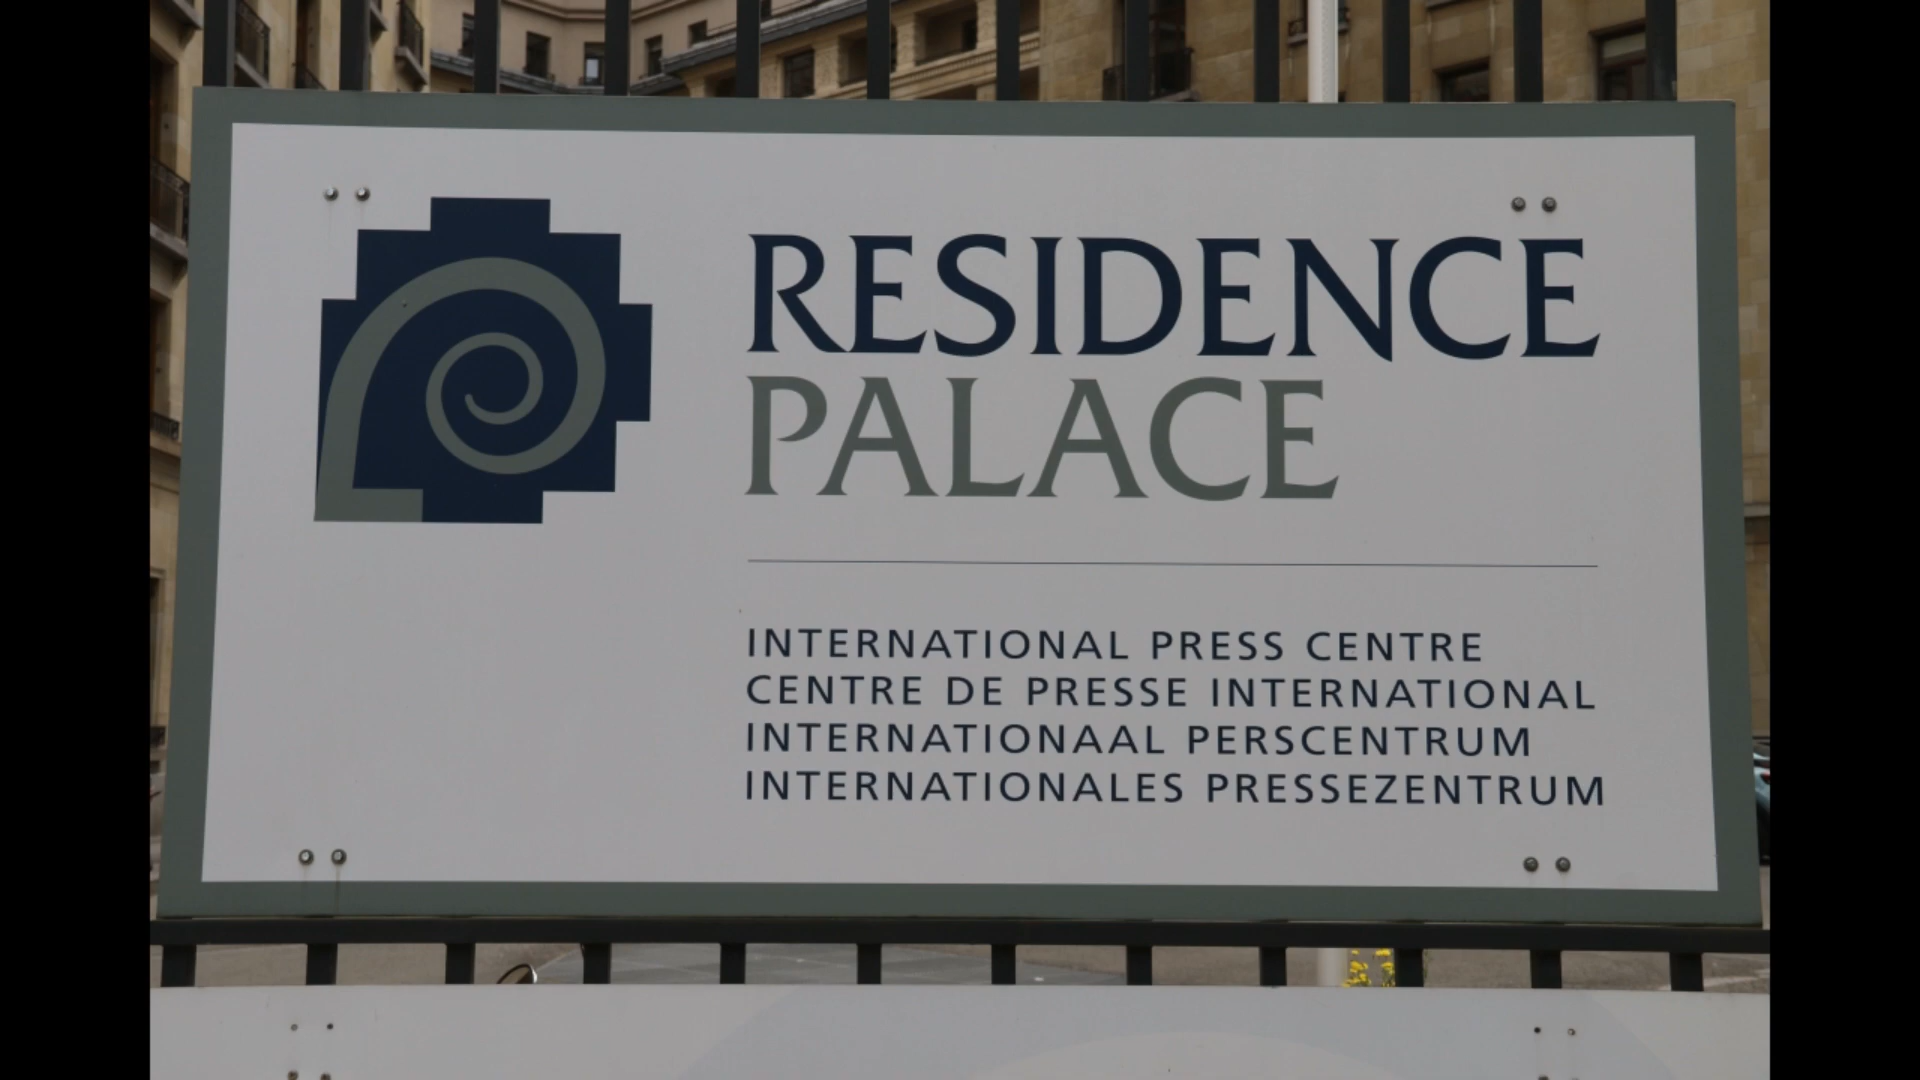 RESIDENCE
PALACE
INTERNATIONAL PRESS CENTRE
CENTRE DE PRESSE INTERNATIONAL
INTERNATIONAAL PERSCENTRUM
INTERNATIONALES PRESSEZENTRUM